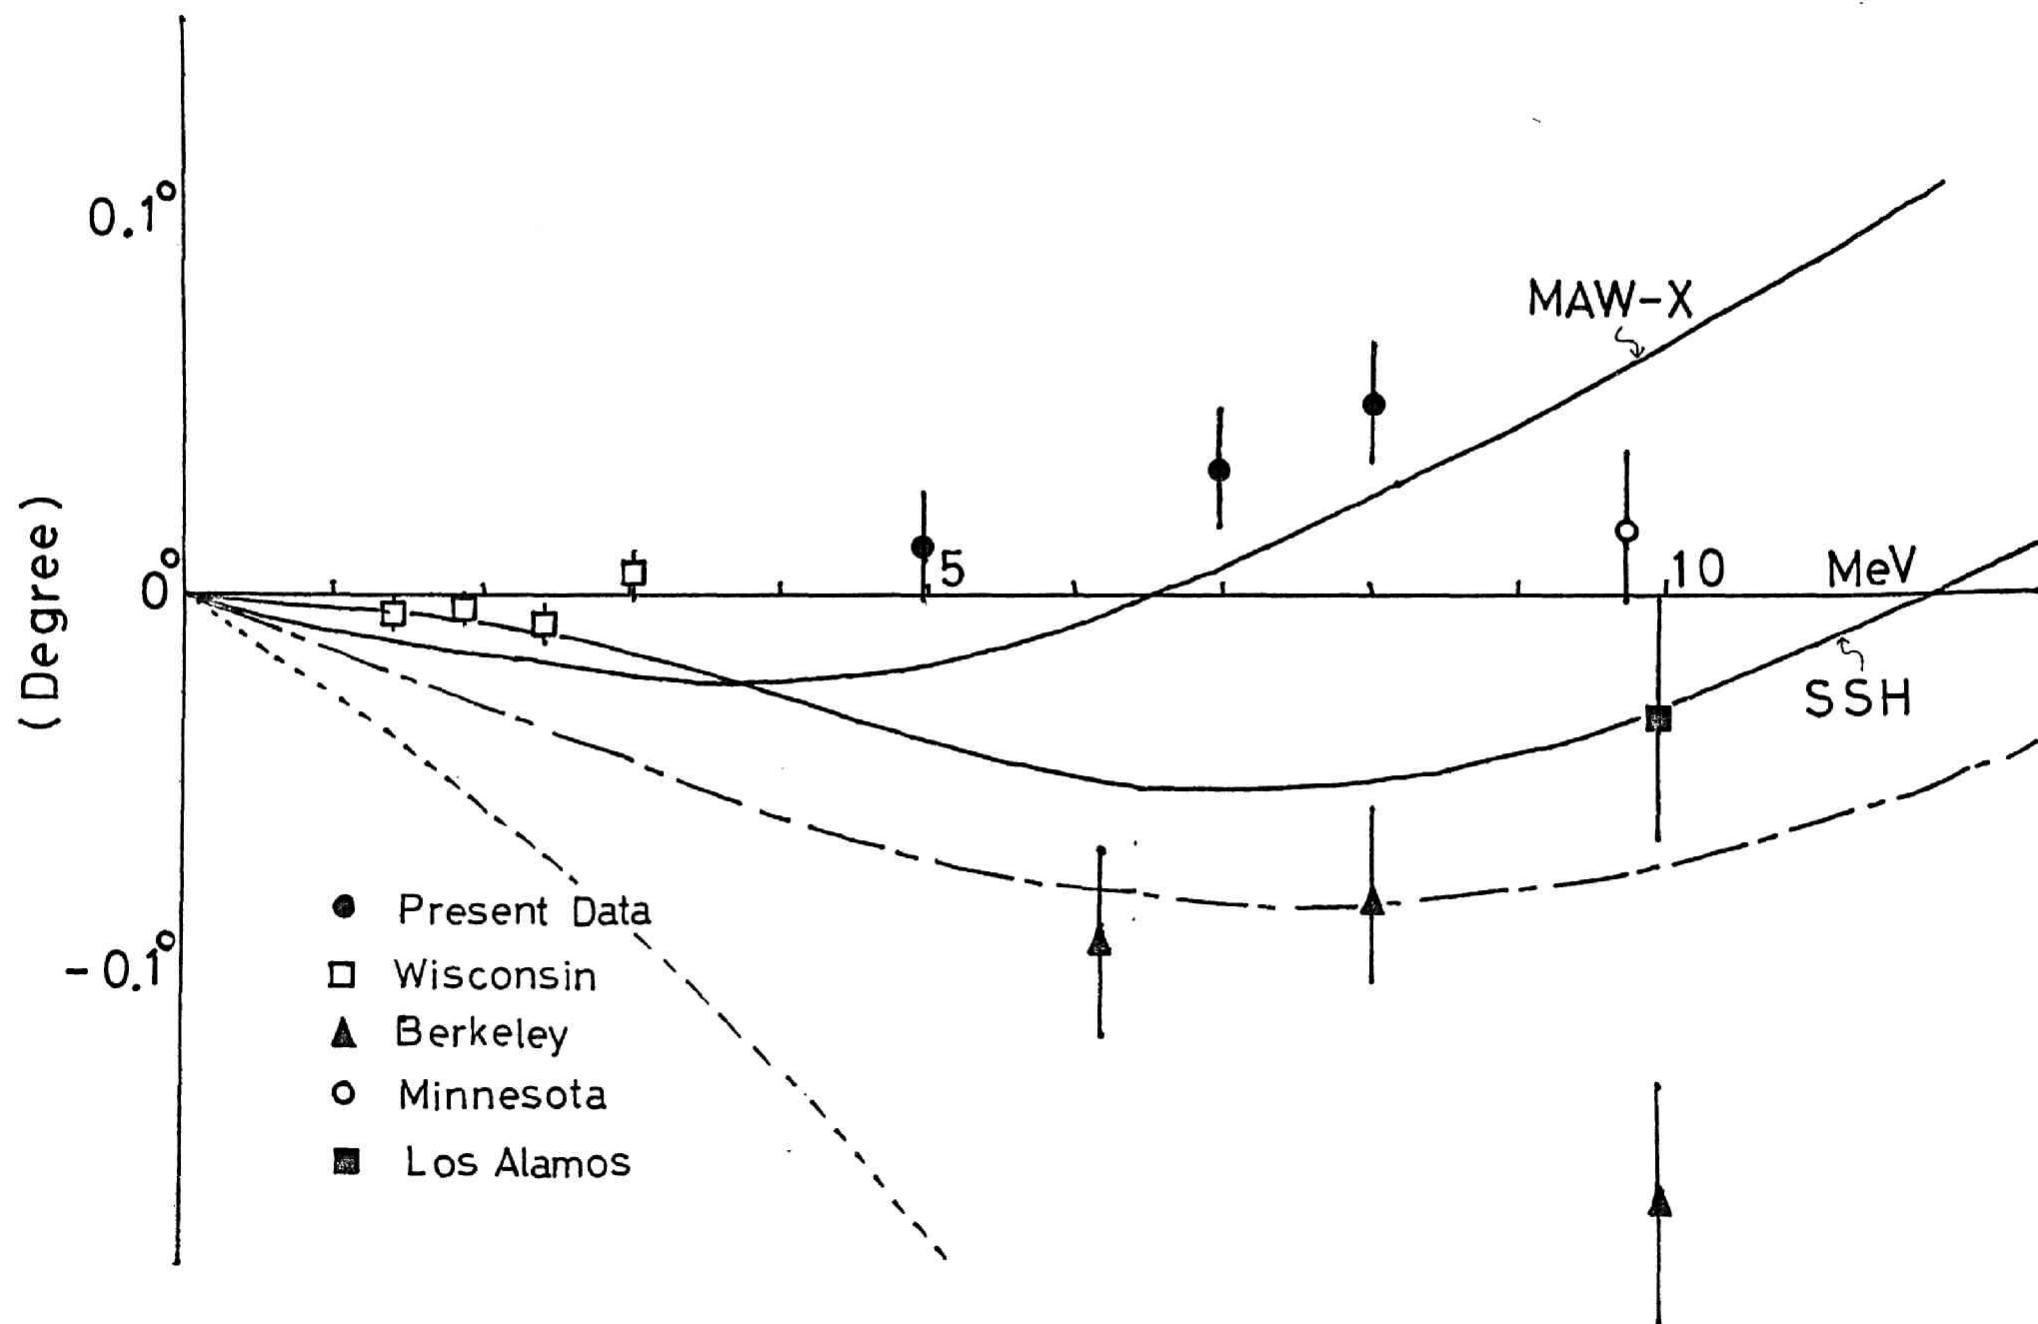 0.1°
MAW-X
0°
5
10
MeV
(Degree)
SSH
-0.1°
Present Data
Wisconsin
Berkeley
Minnesota
Los Alamos